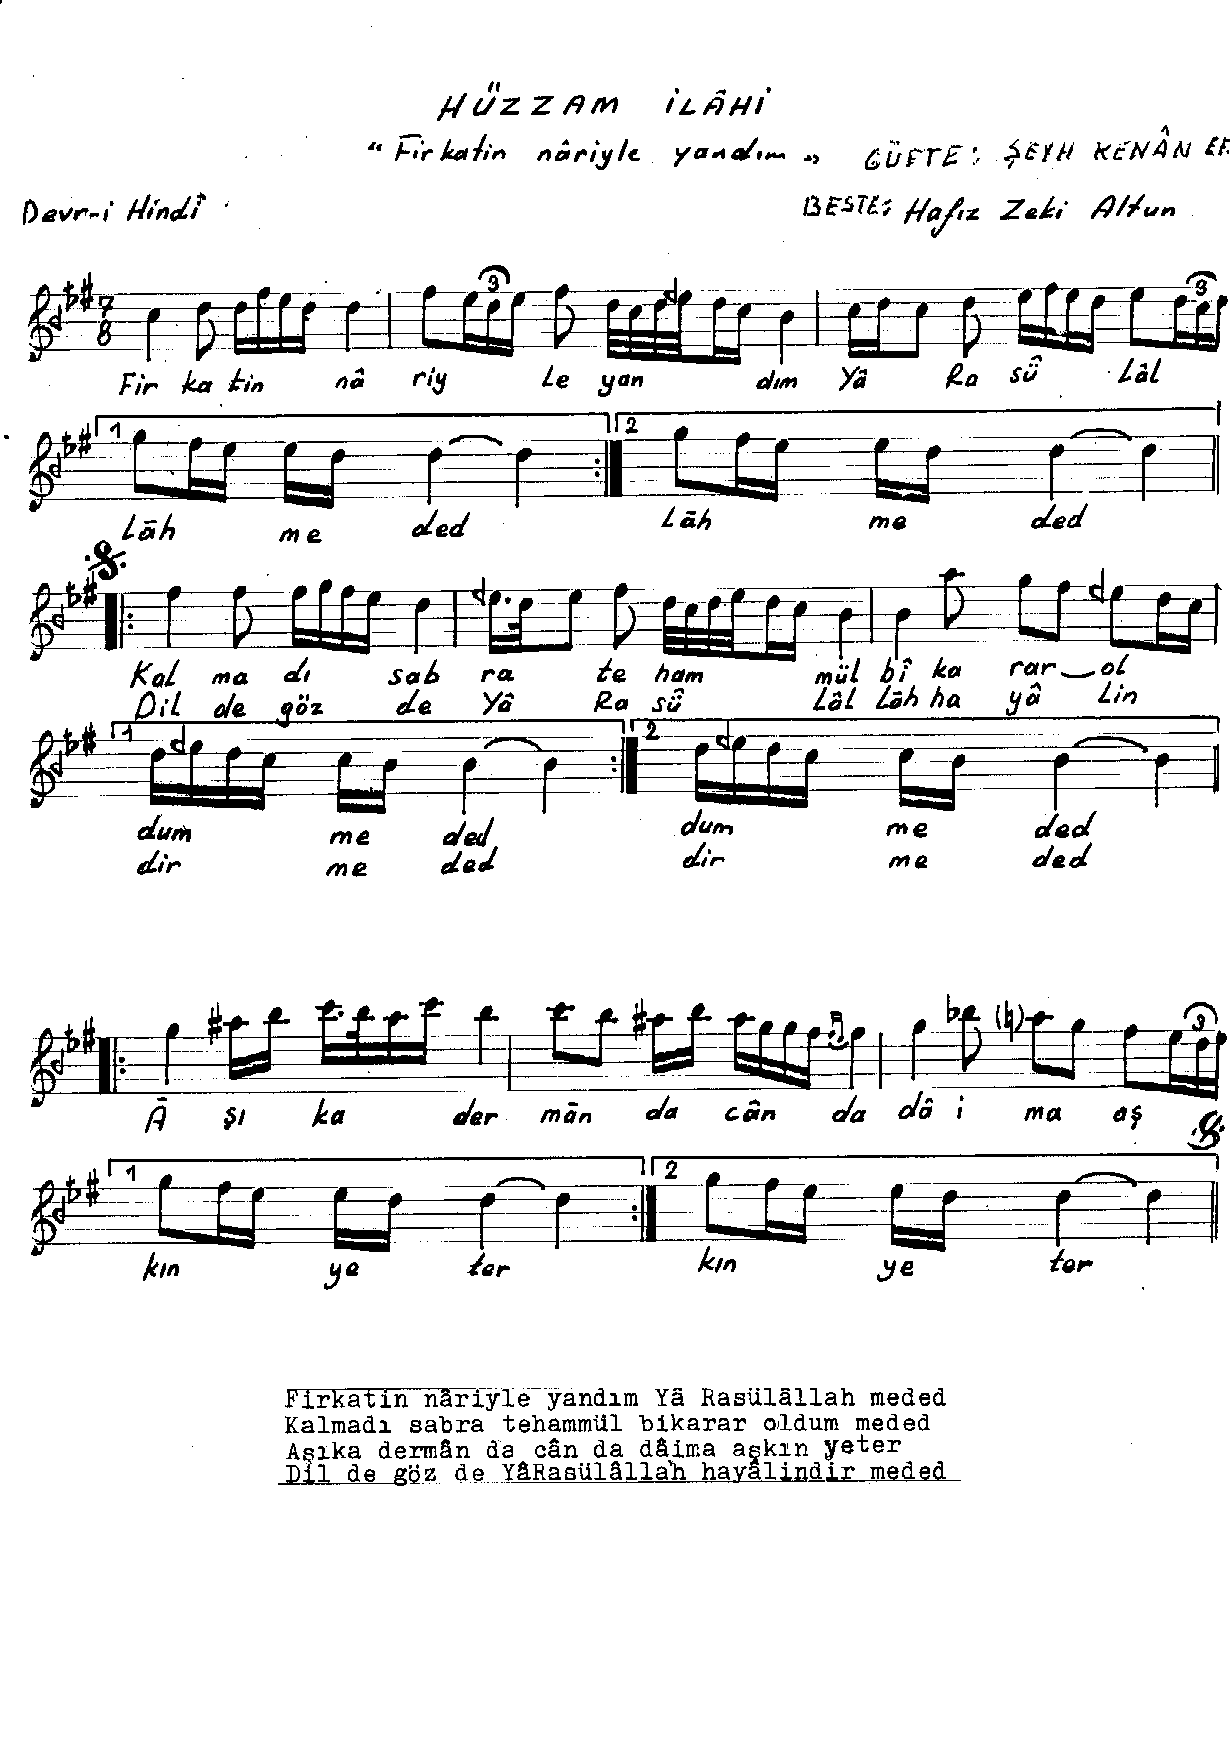 HÜZZAM İLÂHİ
"Firkatin nâriyle yandım" GÜFTE: ŞEYH KENÂN
Devr-i Hindî BESTE: Hafız Zeki Altun
7 8 3 3
Fir ka tin nâ riy Le yan dım Yâ Ra sû Lâl
1 2
Lâh me ded Lâh me ded
Kal ma dı sab ra te ham mül bî ka rar ol
Dil de göz de Yâ Ra sû Lâl Lâh ha yâ Lin
1 2
dum me ded dum me ded
dir me ded dir me ded
3
Â şı ka der mân da cân da dâ i ma aş
1 2
kın ye ter kın ye ter
Firkatin nâriyle yandım Yâ Rasülâllah meded
Kalmadı sabra tehammül bikarar oldum meded
Aşıka dermân da cân da dâima aşkın yeter
Dil de göz de YâRasülâllah hayâlindir meded